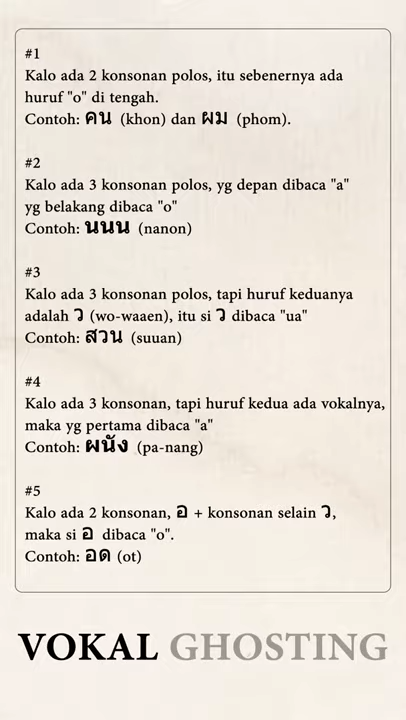 #1
Kalo ada 2 konsonan polos, itu sebenernya ada
huruf "o" di tengah.
Contoh: คน (khon) dan ผม (phom).
#2
Kalo ada 3 konsonan polos, yg depan dibaca "a"
yg belakang dibaca "o"
Contoh: นนน (nanon)
#3
Kalo ada 3 konsonan polos, tapi huruf keduanya
adalah ว (wo-waaen), itu si ว dibaca "ua"
Contoh: สวน (suuan)
#4
Kalo ada 3 konsonan, tapi huruf kedua ada vokalnya,
maka yg pertama dibaca "a"
Contoh: ผนัง (pa-nang)
#5
Kalo ada 2 konsonan, อ + konsonan selain ว,
maka si อ dibaca "o".
Contoh: อด (ot)
VOKAL GHOSTING